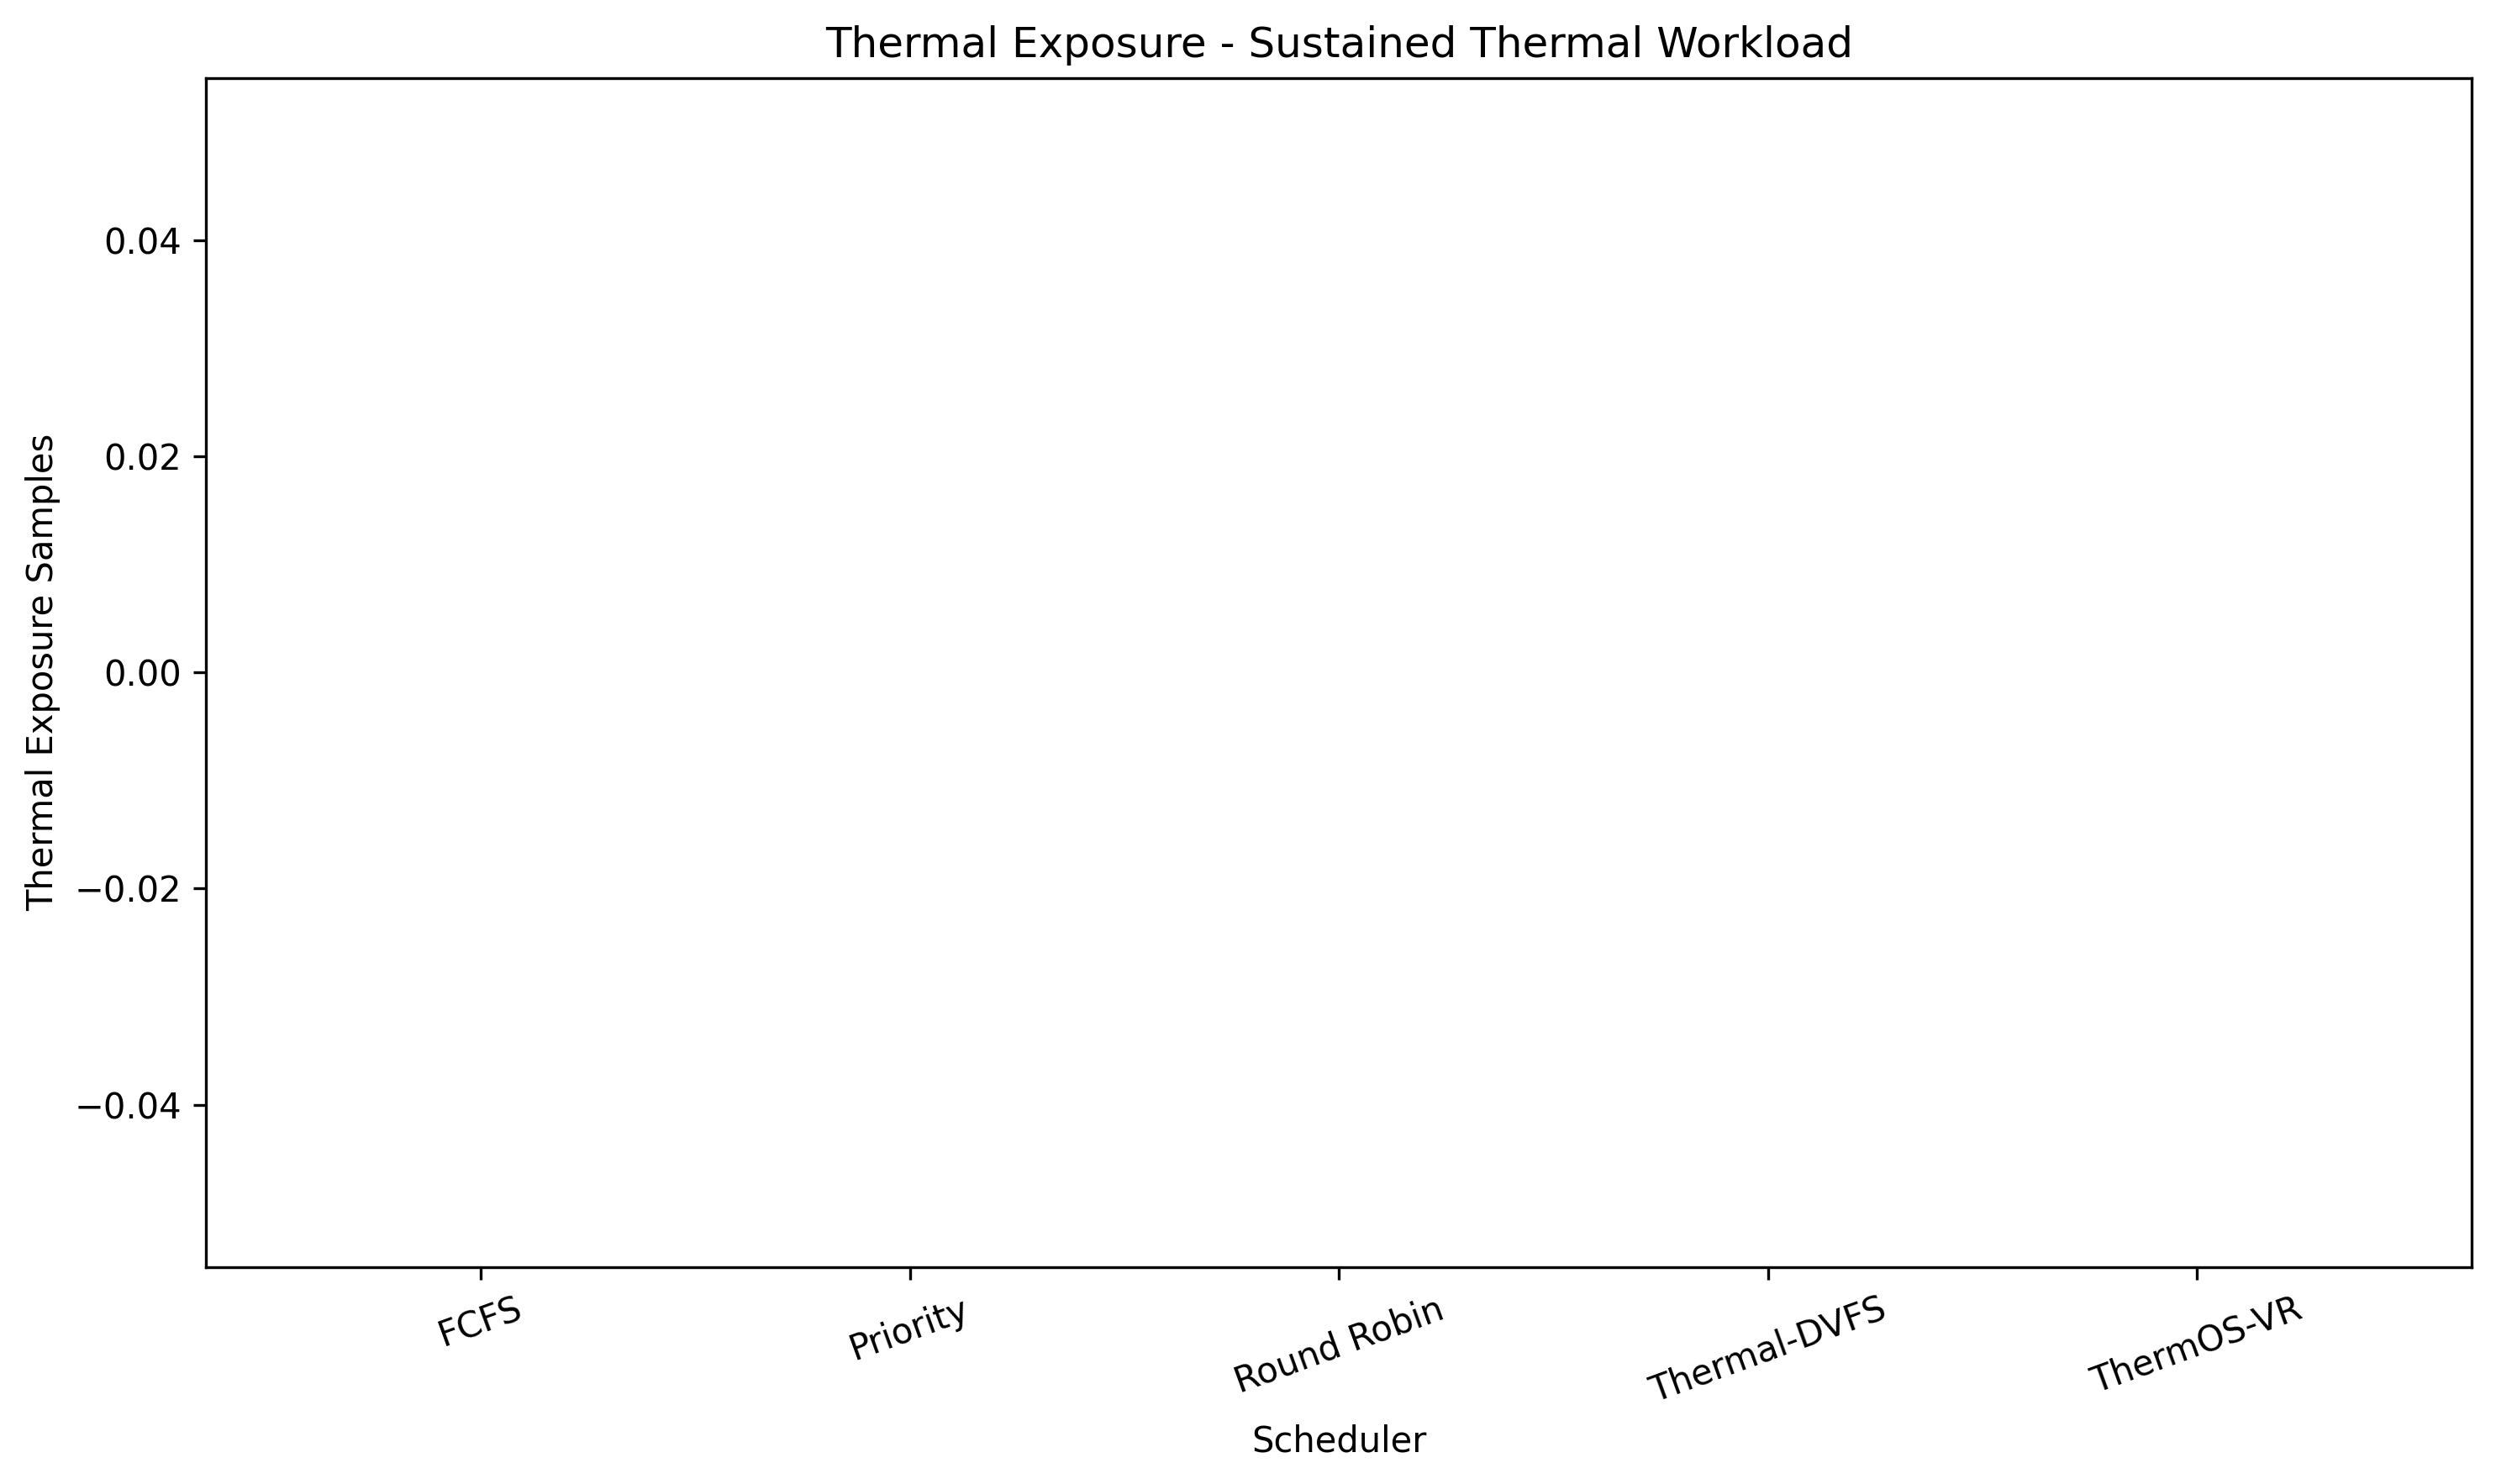 Thermal Exposure - Sustained Thermal Workload
Thermal Exposure Samples
0.04
0.02
0.00
−0.02
−0.04
FCFS
Priority
Round Robin
Thermal-DVFS
ThermOS-VR
Scheduler